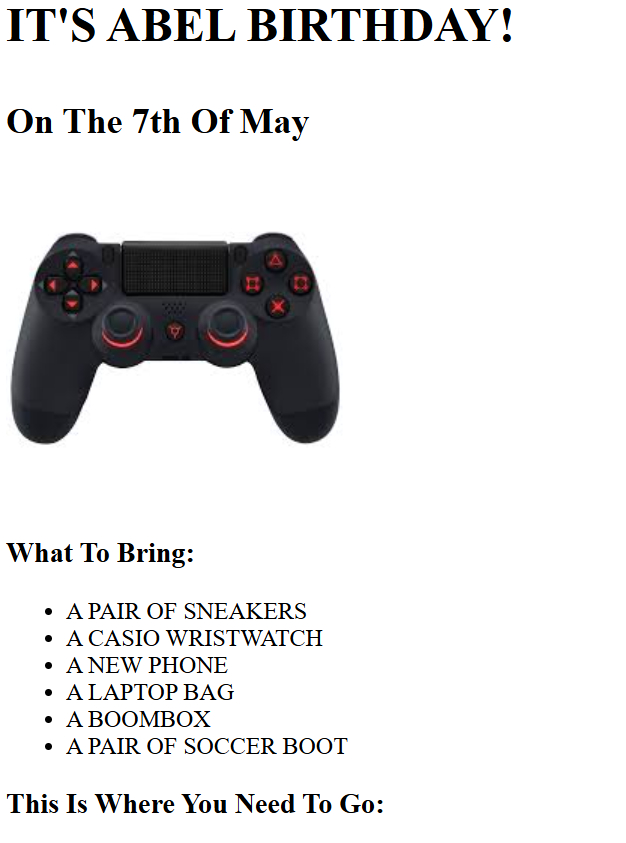 IT'S ABEL BIRTHDAY!
On The 7th Of May
What To Bring:
A PAIR OF SNEAKERS
A CASIO WRISTWATCH
A NEW PHONE
A LAPTOP BAG
A BOOMBOX
A PAIR OF SOCCER BOOT
This Is Where You Need To Go: